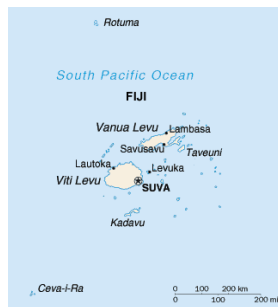 Rotuma
South Pacific Ocean
FIJI
Vanua Levu
Lambasa
Savusavu
Taveuni
Lautoka
Levuka
Viti Levu
SUVA
Kadavu
Ceva-I-Ra
0 100 200 km
0 100 200 mi